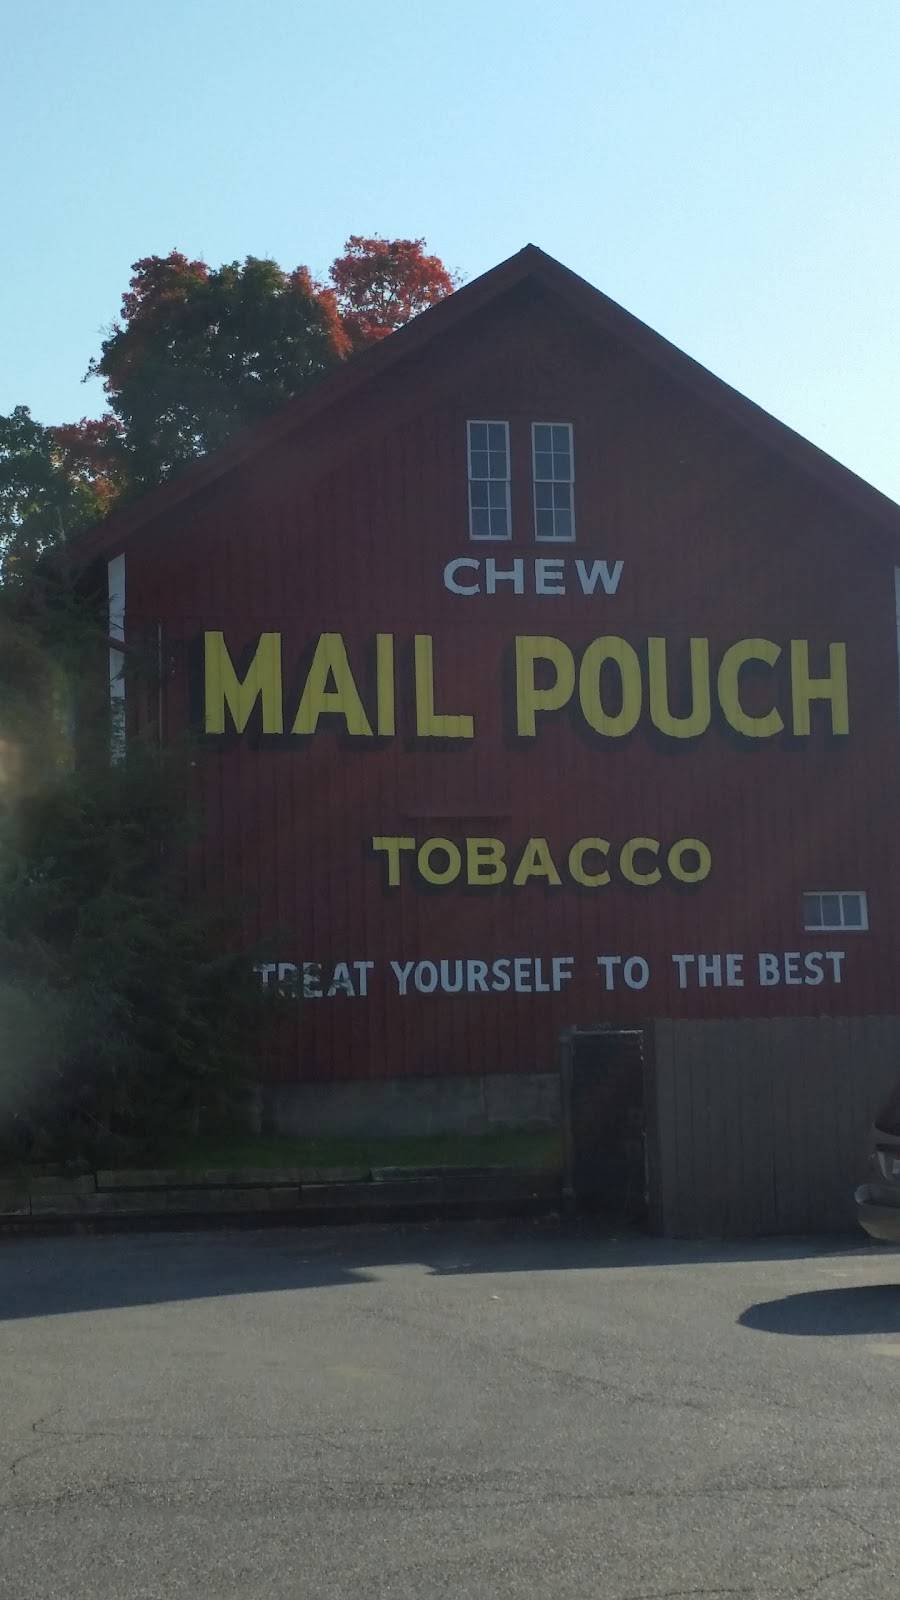 CHEW
MAIL POUCH
TOBACCO
TREAT YOURSELF TO THE BEST